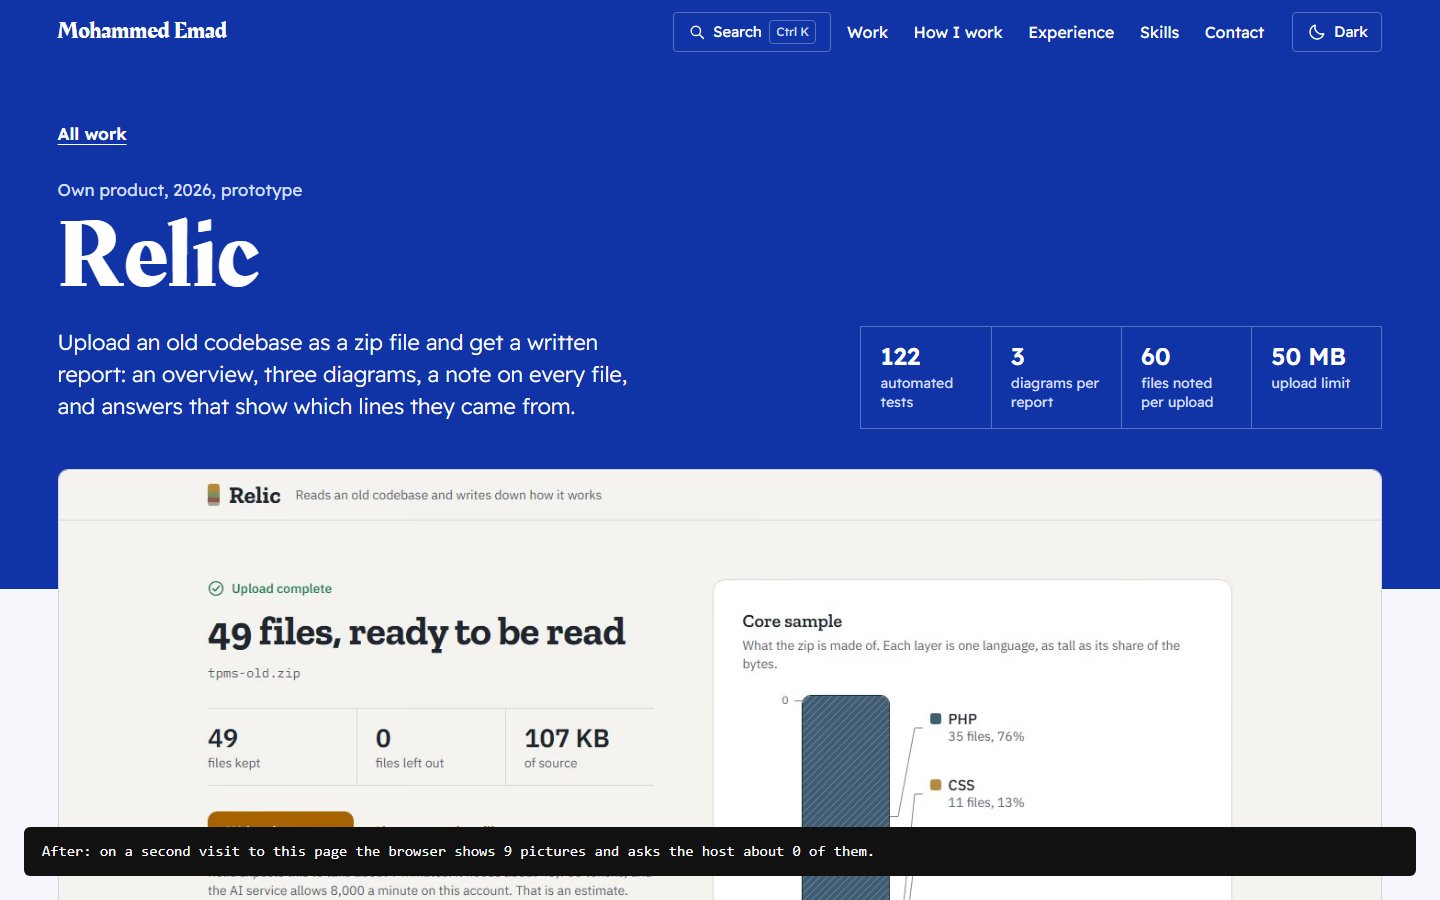 Mohammed Emad
Search Ctrl K
Work
How I work
Experience
Skills
Contact
Dark
All work
Own product, 2026, prototype
Relic
Upload an old codebase as a zip file and get a written
report: an overview, three diagrams, a note on every file,
and answers that show which lines they came from.
122
automated
tests
3
diagrams per
report
60
files noted
per upload
50 MB
upload limit
Relic
Reads an old codebase and writes down how it works
Upload complete
49 files, ready to be read
tpms-old.zip
49
files kept
0
files left out
107 KB
of source
Core sample
What the zip is made of. Each layer is one language, as tall as its share of the
bytes.
0
PHP
35 files, 76%
CSS
11 files, 13%
After: on a second visit to this page the browser shows 9 pictures and asks the host about 0 of them.
the AI service allows 8,000 a minute on this account. That is an estimate.